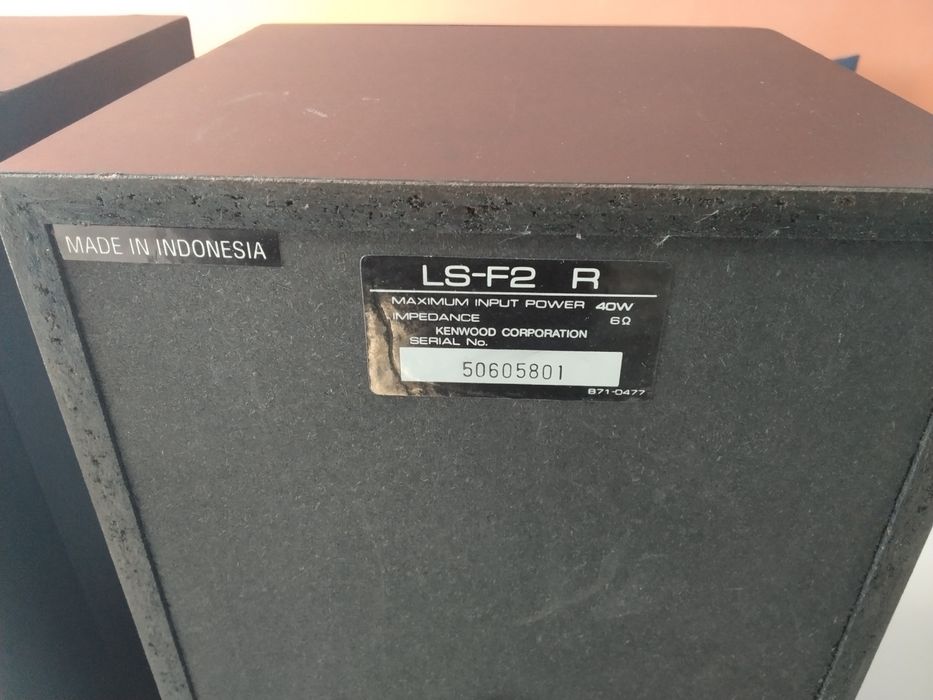 MADE IN INDONESIA
LS-F2 R
MAXIMUM INPUT POWER 40W
IMPEDANCE 6Ω
KENWOOD CORPORATION
SERIAL No.
50605801
B71-0477